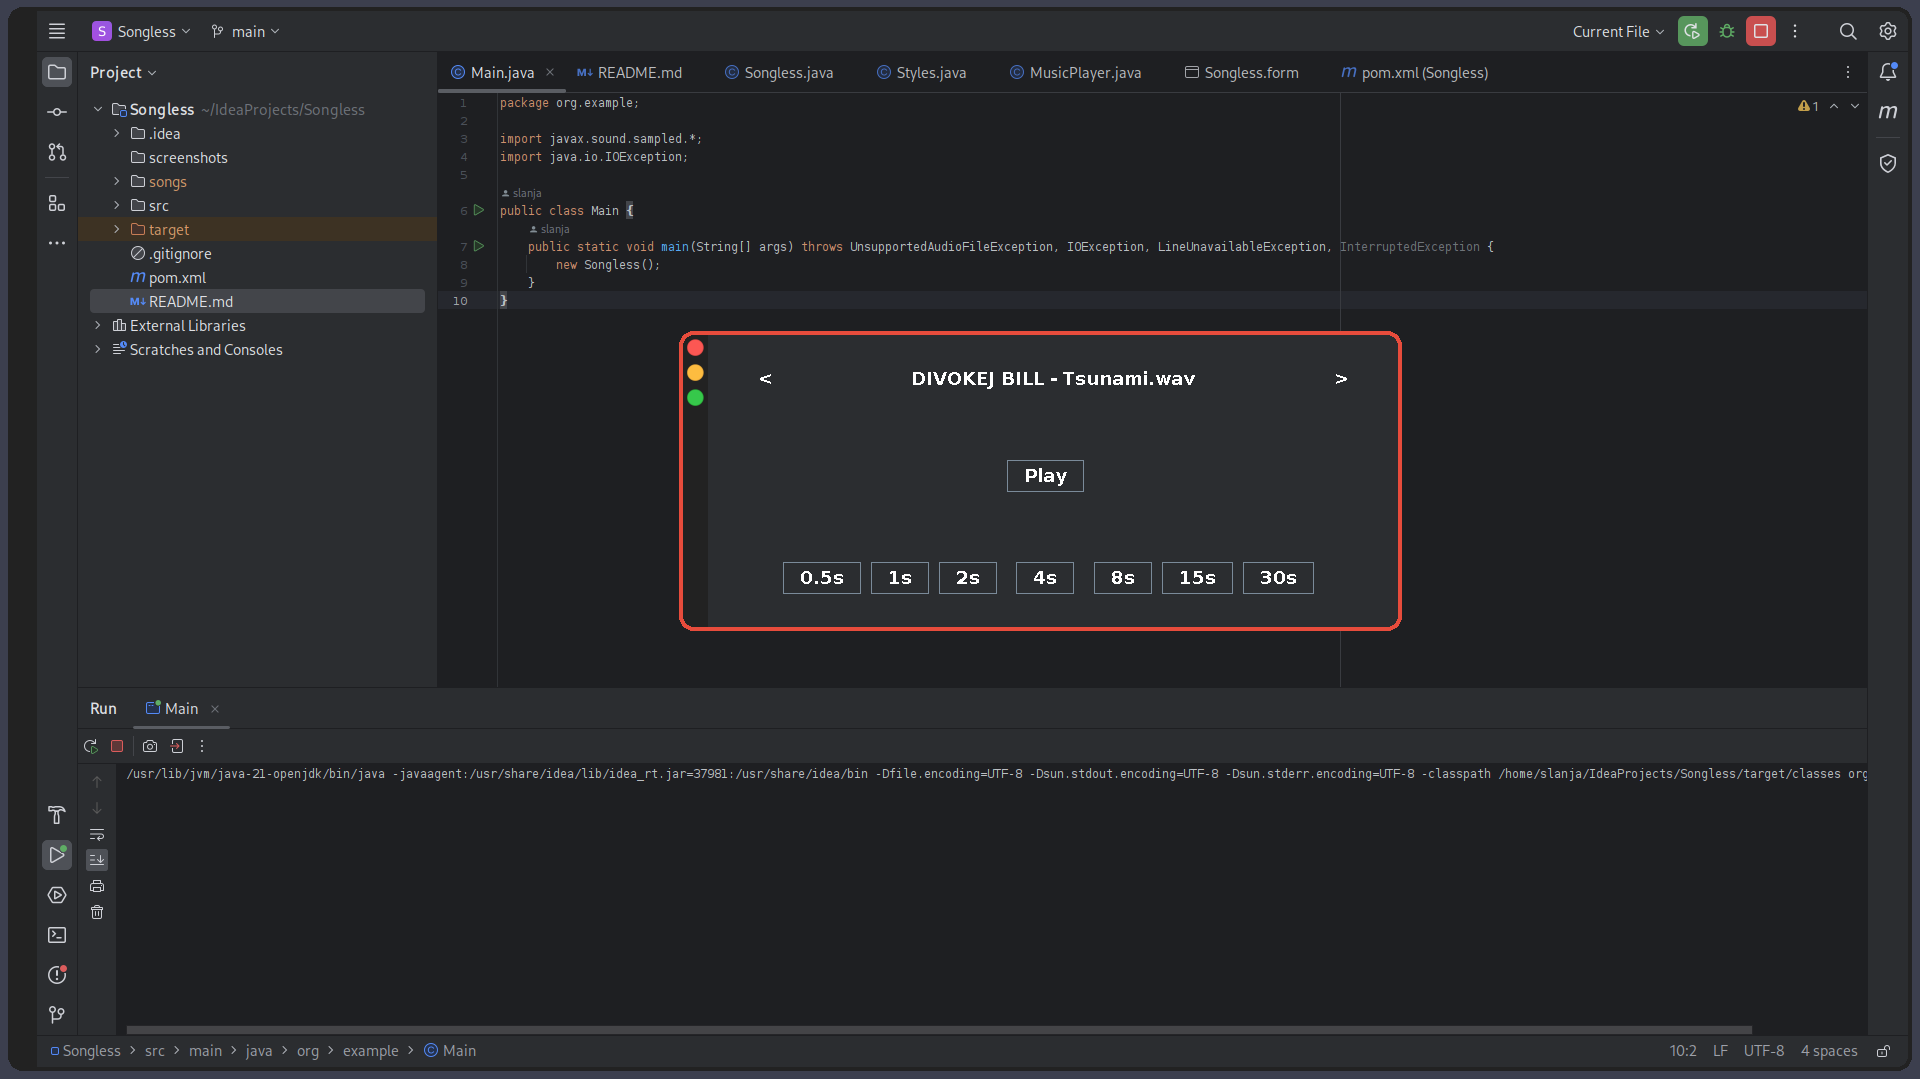 S Songless main Current File
Project
Main.java README.md Songless.java Styles.java MusicPlayer.java Songless.form m pom.xml (Songless)
Songless ~/IdeaProjects/Songless
.idea
screenshots
songs
src
target
.gitignore
m pom.xml
M↓ README.md
External Libraries
Scratches and Consoles
1
1 package org.example;
2
3 import javax.sound.sampled.*;
4 import java.io.IOException;
5
slanja
6 public class Main {
slanja
7 public static void main(String[] args) throws UnsupportedAudioFileException, IOException, LineUnavailableException, InterruptedException {
8 new Songless();
9 }
10 }
< DIVOKEJ BILL - Tsunami.wav >
Play
0.5s 1s 2s 4s 8s 15s 30s
Run Main
/usr/lib/jvm/java-21-openjdk/bin/java -javaagent:/usr/share/idea/lib/idea_rt.jar=37981:/usr/share/idea/bin -Dfile.encoding=UTF-8 -Dsun.stdout.encoding=UTF-8 -Dsun.stderr.encoding=UTF-8 -classpath /home/slanja/IdeaProjects/Songless/target/classes org
Songless > src > main > java > org > example > Main
10:2 LF UTF-8 4 spaces